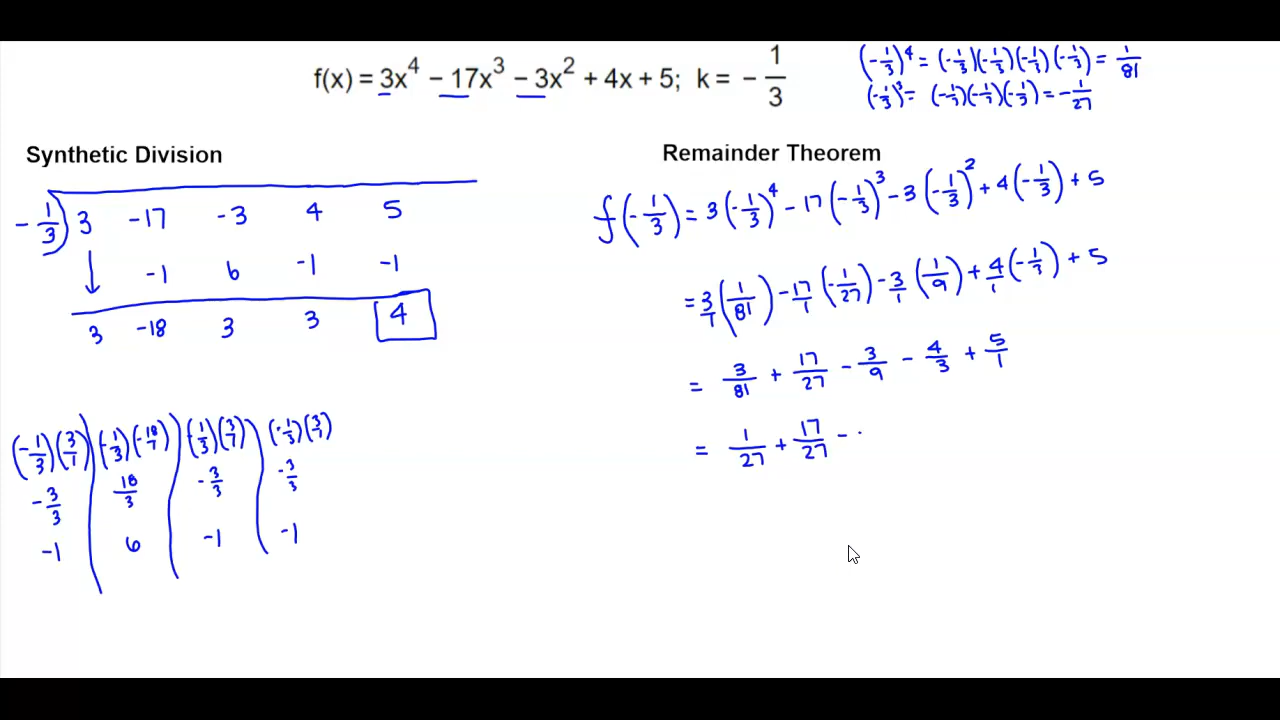 f(x) = 3x⁴ − 17x³ − 3x² + 4x + 5; k = − 1/3
(-1/3)⁴ = (-1/3)(-1/3)(-1/3)(-1/3) = 1/81
(-1/3)³ = (-1/3)(-1/3)(-1/3) = -1/27
Synthetic Division
-1/3) 3 -17 -3 4 5
↓ -1 6 -1 -1
3 -18 3 3 4
(-1/3)(3/1) (-1/3)(-18/1) (-1/3)(3/1) (-1/3)(3/1)
-3/3 18/3 -3/3 -3/3
-1 6 -1 -1
Remainder Theorem
f(-1/3) = 3(-1/3)⁴ - 17(-1/3)³ - 3(-1/3)² + 4(-1/3) + 5
= 3/1(1/81) - 17/1(-1/27) - 3/1(1/9) + 4/1(-1/3) + 5
= 3/81 + 17/27 - 3/9 - 4/3 + 5/1
= 1/27 + 17/27 -